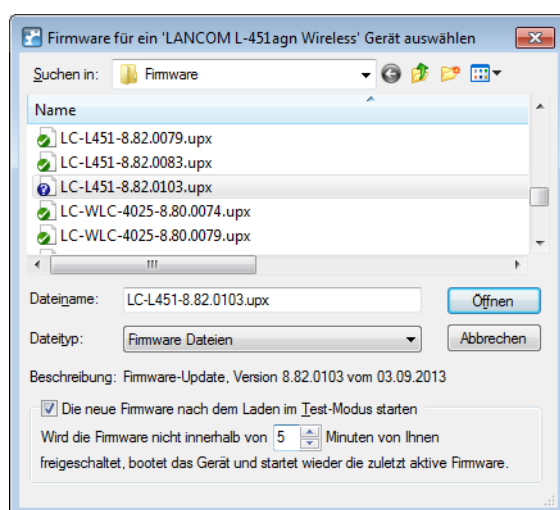 Firmware für ein 'LANCOM L-451agn Wireless' Gerät auswählen
Suchen in: Firmware
Name
LC-L451-8.82.0079.upx
LC-L451-8.82.0083.upx
LC-L451-8.82.0103.upx
LC-WLC-4025-8.80.0074.upx
LC-WLC-4025-8.80.0079.upx
Dateiname: LC-L451-8.82.0103.upx Öffnen
Dateityp: Firmware Dateien Abbrechen
Beschreibung: Firmware-Update, Version 8.82.0103 vom 03.09.2013
Die neue Firmware nach dem Laden im Test-Modus starten
Wird die Firmware nicht innerhalb von 5 Minuten von Ihnen
freigeschaltet, bootet das Gerät und startet wieder die zuletzt aktive Firmware.